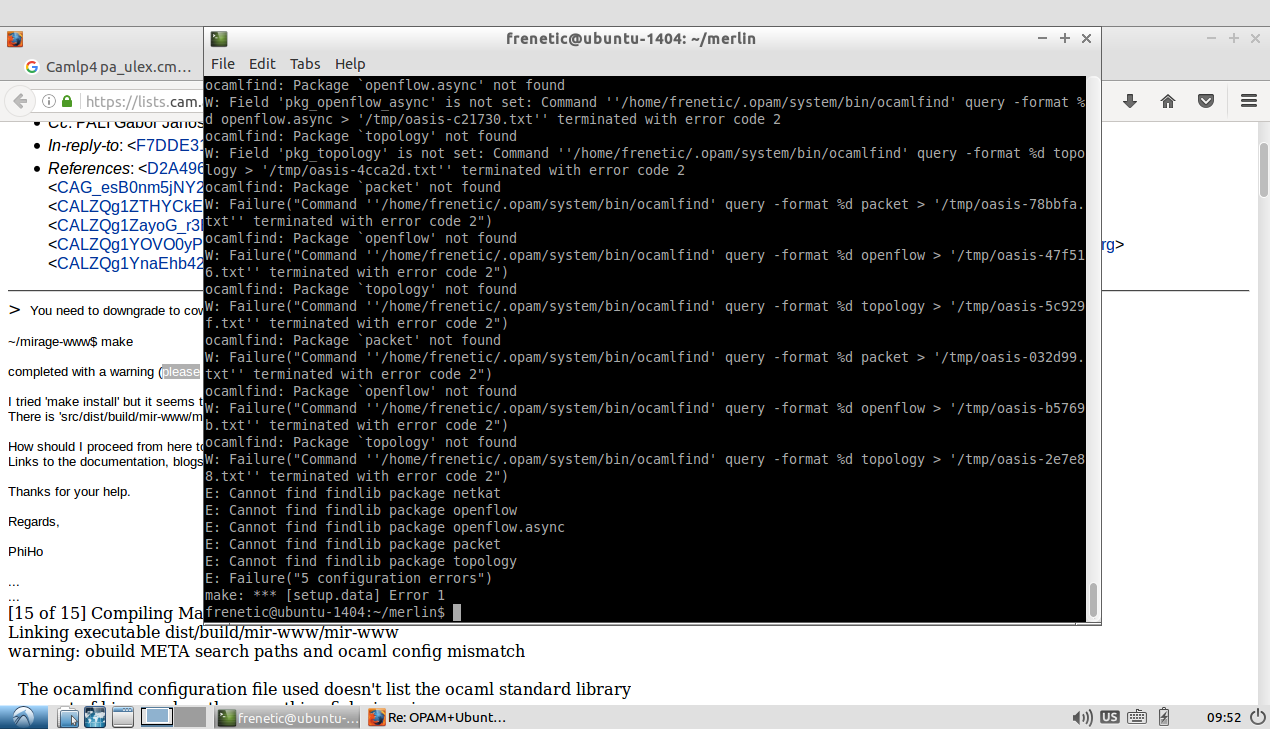 frenetic@ubuntu-1404: ~/merlin
Camlp4 pa_ulex.cm…
File Edit Tabs Help
https://lists.cam.
ocamlfind: Package `openflow.async' not found
W: Field 'pkg_openflow_async' is not set: Command ''/home/frenetic/.opam/system/bin/ocamlfind' query -format %
d openflow.async > '/tmp/oasis-c21730.txt'' terminated with error code 2
ocamlfind: Package `topology' not found
W: Field 'pkg_topology' is not set: Command ''/home/frenetic/.opam/system/bin/ocamlfind' query -format %d topo
logy > '/tmp/oasis-4cca2d.txt'' terminated with error code 2
ocamlfind: Package `packet' not found
W: Failure("Command ''/home/frenetic/.opam/system/bin/ocamlfind' query -format %d packet > '/tmp/oasis-78bbfa.
txt'' terminated with error code 2")
ocamlfind: Package `openflow' not found
W: Failure("Command ''/home/frenetic/.opam/system/bin/ocamlfind' query -format %d openflow > '/tmp/oasis-47f51
6.txt'' terminated with error code 2")
ocamlfind: Package `topology' not found
W: Failure("Command ''/home/frenetic/.opam/system/bin/ocamlfind' query -format %d topology > '/tmp/oasis-5c929
f.txt'' terminated with error code 2")
ocamlfind: Package `packet' not found
W: Failure("Command ''/home/frenetic/.opam/system/bin/ocamlfind' query -format %d packet > '/tmp/oasis-032d99.
txt'' terminated with error code 2")
ocamlfind: Package `openflow' not found
W: Failure("Command ''/home/frenetic/.opam/system/bin/ocamlfind' query -format %d openflow > '/tmp/oasis-b5769
b.txt'' terminated with error code 2")
ocamlfind: Package `topology' not found
W: Failure("Command ''/home/frenetic/.opam/system/bin/ocamlfind' query -format %d topology > '/tmp/oasis-2e7e8
8.txt'' terminated with error code 2")
E: Cannot find findlib package netkat
E: Cannot find findlib package openflow
E: Cannot find findlib package openflow.async
E: Cannot find findlib package packet
E: Cannot find findlib package topology
E: Failure("5 configuration errors")
make: *** [setup.data] Error 1
frenetic@ubuntu-1404:~/merlin$
Cc: PALI Gabor Janos
In-reply-to: <F7DDE31
References: <D2A496
<CAG_esB0nm5jNY2
<CALZQg1ZTHYCkE
<CALZQg1ZayoG_r3
<CALZQg1YOVO0yP
rg>
<CALZQg1YnaEhb42
> You need to downgrade to cow
~/mirage-www$ make
completed with a warning (please
I tried 'make install' but it seems t
There is 'src/dist/build/mir-www/m
How should I proceed from here to
Links to the documentation, blogs
Thanks for your help.
Regards,
PhiHo
...
...
[15 of 15] Compiling Ma
Linking executable dist/build/mir-www/mir-www
warning: obuild META search paths and ocaml config mismatch
The ocamlfind configuration file used doesn't list the ocaml standard library
frenetic@ubuntu-...
Re: OPAM+Ubunt...
US
09:52